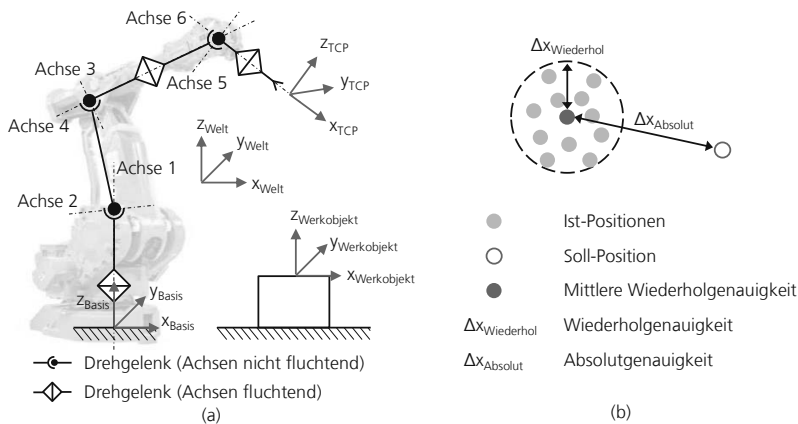 Achse 6
Achse 3
Achse 5
Achse 4
Achse 1
Achse 2
z_TCP
y_TCP
x_TCP
z_Welt
y_Welt
x_Welt
z_Werkobjekt
y_Werkobjekt
x_Werkobjekt
z_Basis
y_Basis
x_Basis
Drehgelenk (Achsen nicht fluchtend)
Drehgelenk (Achsen fluchtend)
(a)
Δx_Wiederhol
Δx_Absolut
Ist-Positionen
Soll-Position
Mittlere Wiederholgenauigkeit
Δx_Wiederhol Wiederholgenauigkeit
Δx_Absolut Absolutgenauigkeit
(b)